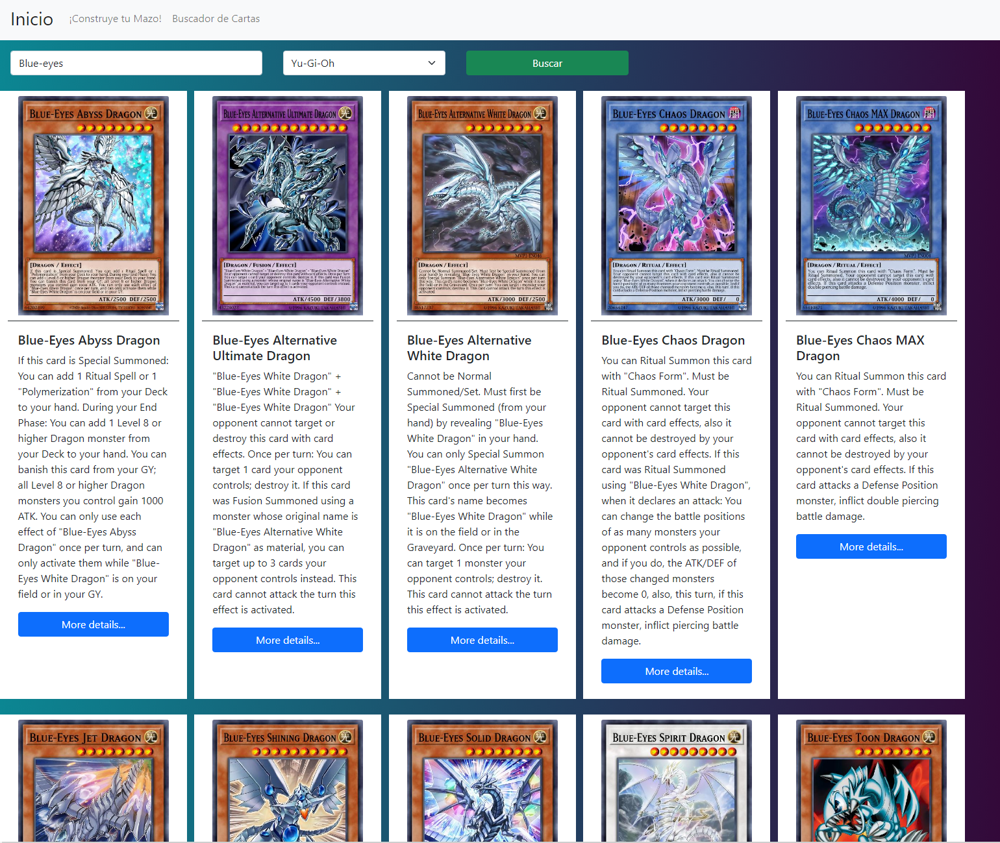 Inicio ¡Construye tu Mazo! Buscador de Cartas
Blue-eyes Yu-Gi-Oh Buscar
BLUE-EYES ABYSS DRAGON
[DRAGON / EFFECT]
ATK/2500 DEF/2500
BLUE-EYES ALTERNATIVE ULTIMATE DRAGON
[DRAGON / FUSION / EFFECT]
ATK/4500 DEF/3800
©1996 KAZUKI TAKAHASHI
BLUE-EYES ALTERNATIVE WHITE DRAGON
MVP1-EN046
[DRAGON / EFFECT]
ATK/3000 DEF/2500
©1996 KAZUKI TAKAHASHI
BLUE-EYES CHAOS DRAGON
[DRAGON / RITUAL / EFFECT]
ATK/3000 DEF/ 0
©1996 KAZUKI TAKAHASHI
BLUE-EYES CHAOS MAX DRAGON
MVP1-EN004
[DRAGON / RITUAL / EFFECT]
ATK/4000 DEF/ 0
©1996 KAZUKI TAKAHASHI
Blue-Eyes Abyss Dragon
If this card is Special Summoned:
You can add 1 Ritual Spell or 1
"Polymerization" from your Deck
to your hand. During your End
Phase: You can add 1 Level 8 or
higher Dragon monster from
your Deck to your hand. You can
banish this card from your GY;
all Level 8 or higher Dragon
monsters you control gain 1000
ATK. You can only use each
effect of "Blue-Eyes Abyss
Dragon" once per turn, and can
only activate them while "Blue-
Eyes White Dragon" is on your
field or in your GY.
More details...
Blue-Eyes Alternative
Ultimate Dragon
"Blue-Eyes White Dragon" +
"Blue-Eyes White Dragon" +
"Blue-Eyes White Dragon" Your
opponent cannot target or
destroy this card with card
effects. Once per turn: You can
target 1 card your opponent
controls; destroy it. If this card
was Fusion Summoned using a
monster whose original name is
"Blue-Eyes Alternative White
Dragon" as material, you can
target up to 3 cards your
opponent controls instead. This
card cannot attack the turn this
effect is activated.
More details...
Blue-Eyes Alternative
White Dragon
Cannot be Normal
Summoned/Set. Must first be
Special Summoned (from your
hand) by revealing "Blue-Eyes
White Dragon" in your hand.
You can only Special Summon
"Blue-Eyes Alternative White
Dragon" once per turn this way.
This card's name becomes
"Blue-Eyes White Dragon" while
it is on the field or in the
Graveyard. Once per turn: You
can target 1 monster your
opponent controls; destroy it.
This card cannot attack the turn
this effect is activated.
More details...
Blue-Eyes Chaos Dragon
You can Ritual Summon this card
with "Chaos Form". Must be
Ritual Summoned. Your
opponent cannot target this
card with card effects, also it
cannot be destroyed by your
opponent's card effects. If this
card was Ritual Summoned
using "Blue-Eyes White Dragon",
when it declares an attack: You
can change the battle positions
of as many monsters your
opponent controls as possible,
and if you do, the ATK/DEF of
those changed monsters
become 0, also, this turn, if this
card attacks a Defense Position
monster, inflict piercing battle
damage.
More details...
Blue-Eyes Chaos MAX
Dragon
You can Ritual Summon this card
with "Chaos Form". Must be
Ritual Summoned. Your
opponent cannot target this
card with card effects, also it
cannot be destroyed by your
opponent's card effects. If this
card attacks a Defense Position
monster, inflict double piercing
battle damage.
More details...
BLUE-EYES JET DRAGON
BLUE-EYES SHINING DRAGON
BLUE-EYES SOLID DRAGON
BLUE-EYES SPIRIT DRAGON
BLUE-EYES TOON DRAGON